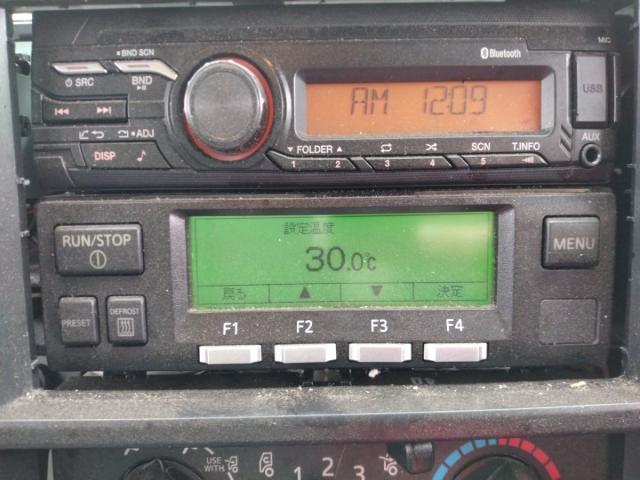 MIC
BND SCN
Bluetooth
SRC
BND
AM 12:09
USB
ADJ
DISP
FOLDER
SCN
T.INFO
AUX
1 2 3 4 5
RUN/STOP
設定温度
30.0℃
MENU
戻る ▲ ▼ 決定
PRESET
DEFROST
F1 F2 F3 F4
USE WITH
1 2 3